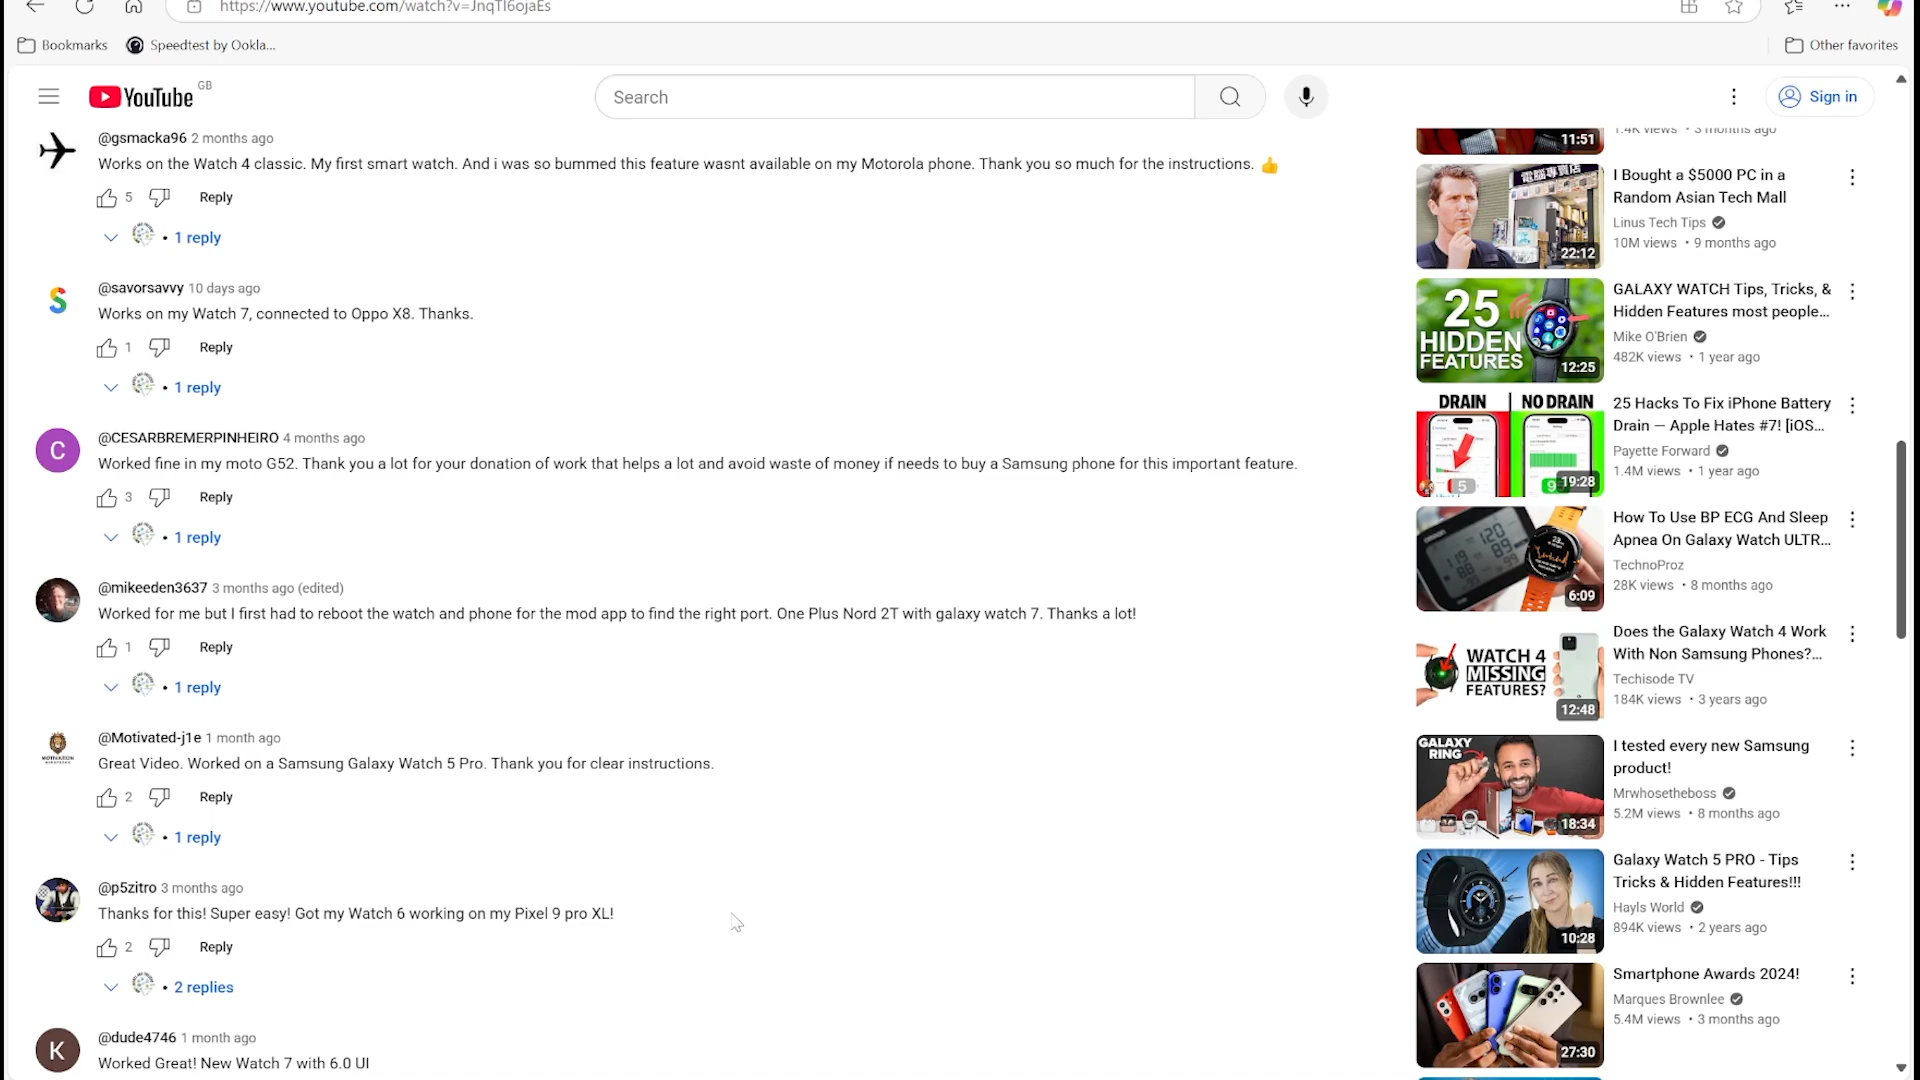 https://www.youtube.com/watch?v=JnqTI6ojaEs
Bookmarks
Speedtest by Ookla...
Other favorites
YouTube GB
Search
Sign in
@gsmacka96 2 months ago
Works on the Watch 4 classic. My first smart watch. And i was so bummed this feature wasnt available on my Motorola phone. Thank you so much for the instructions. 👍
5 Reply
• 1 reply
@savorsavvy 10 days ago
Works on my Watch 7, connected to Oppo X8. Thanks.
1 Reply
• 1 reply
C
@CESARBREMERPINHEIRO 4 months ago
Worked fine in my moto G52. Thank you a lot for your donation of work that helps a lot and avoid waste of money if needs to buy a Samsung phone for this important feature.
3 Reply
• 1 reply
@mikeeden3637 3 months ago (edited)
Worked for me but I first had to reboot the watch and phone for the mod app to find the right port. One Plus Nord 2T with galaxy watch 7. Thanks a lot!
1 Reply
• 1 reply
@Motivated-j1e 1 month ago
Great Video. Worked on a Samsung Galaxy Watch 5 Pro. Thank you for clear instructions.
2 Reply
• 1 reply
@p5zitro 3 months ago
Thanks for this! Super easy! Got my Watch 6 working on my Pixel 9 pro XL!
2 Reply
• 2 replies
K
@dude4746 1 month ago
Worked Great! New Watch 7 with 6.0 UI
11:51
1.4K views • 3 months ago
電腦專賣店
22:12
I Bought a $5000 PC in a
Random Asian Tech Mall
Linus Tech Tips
10M views • 9 months ago
25
HIDDEN
FEATURES
12:25
GALAXY WATCH Tips, Tricks, &
Hidden Features most people...
Mike O'Brien
482K views • 1 year ago
DRAIN
NO DRAIN
5
9
19:28
25 Hacks To Fix iPhone Battery
Drain — Apple Hates #7! [iOS...
Payette Forward
1.4M views • 1 year ago
6:09
How To Use BP ECG And Sleep
Apnea On Galaxy Watch ULTR...
TechnoProz
28K views • 8 months ago
WATCH 4
MISSING
FEATURES?
12:48
Does the Galaxy Watch 4 Work
With Non Samsung Phones?...
Techisode TV
184K views • 3 years ago
GALAXY
RING
18:34
I tested every new Samsung
product!
Mrwhosetheboss
5.2M views • 8 months ago
10:28
Galaxy Watch 5 PRO - Tips
Tricks & Hidden Features!!!
Hayls World
894K views • 2 years ago
27:30
Smartphone Awards 2024!
Marques Brownlee
5.4M views • 3 months ago